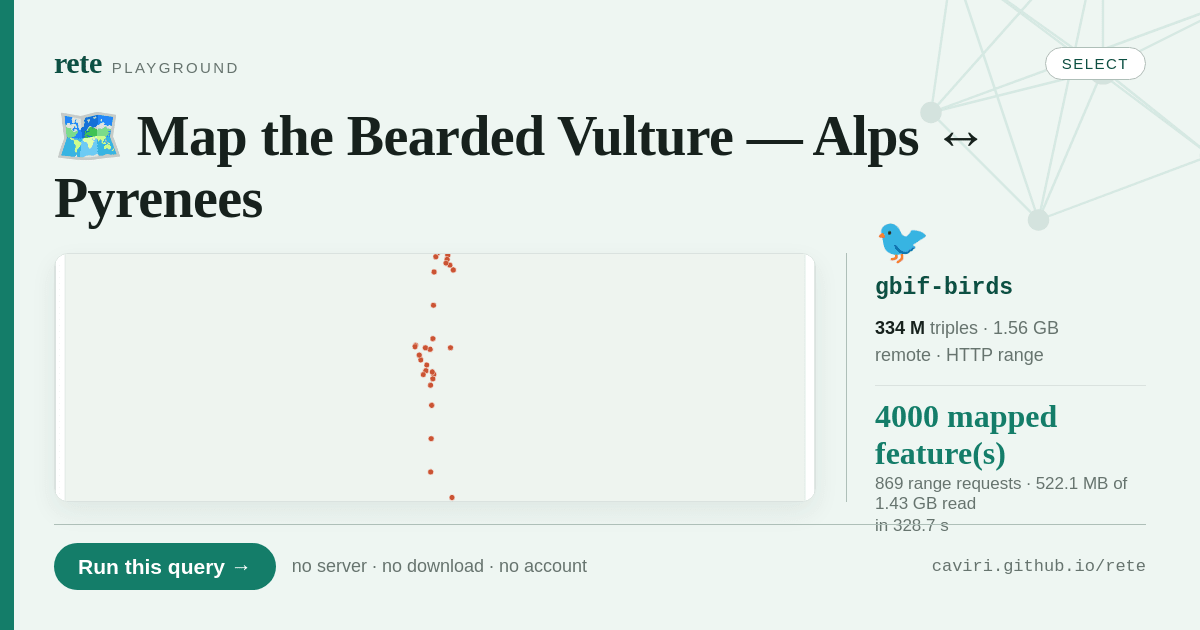 rete PLAYGROUND
SELECT
Map the Bearded Vulture — Alps ↔
Pyrenees
gbif-birds
334 M triples · 1.56 GB
remote · HTTP range
4000 mapped
feature(s)
869 range requests · 522.1 MB of
1.43 GB read
in 328.7 s
Run this query →
no server · no download · no account
caviri.github.io/rete